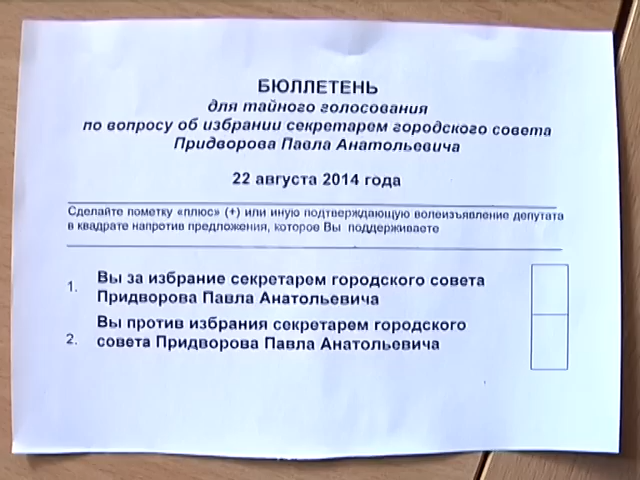 БЮЛЛЕТЕНЬ
для тайного голосования
по вопросу об избрании секретарем городского совета
Придворова Павла Анатольевича
22 августа 2014 года
Сделайте пометку «плюс» (+) или иную подтверждающую волеизъявление депутата
в квадрате напротив предложения, которое Вы поддерживаете
1. Вы за избрание секретарем городского совета
Придворова Павла Анатольевича
2. Вы против избрания секретарем городского
совета Придворова Павла Анатольевича